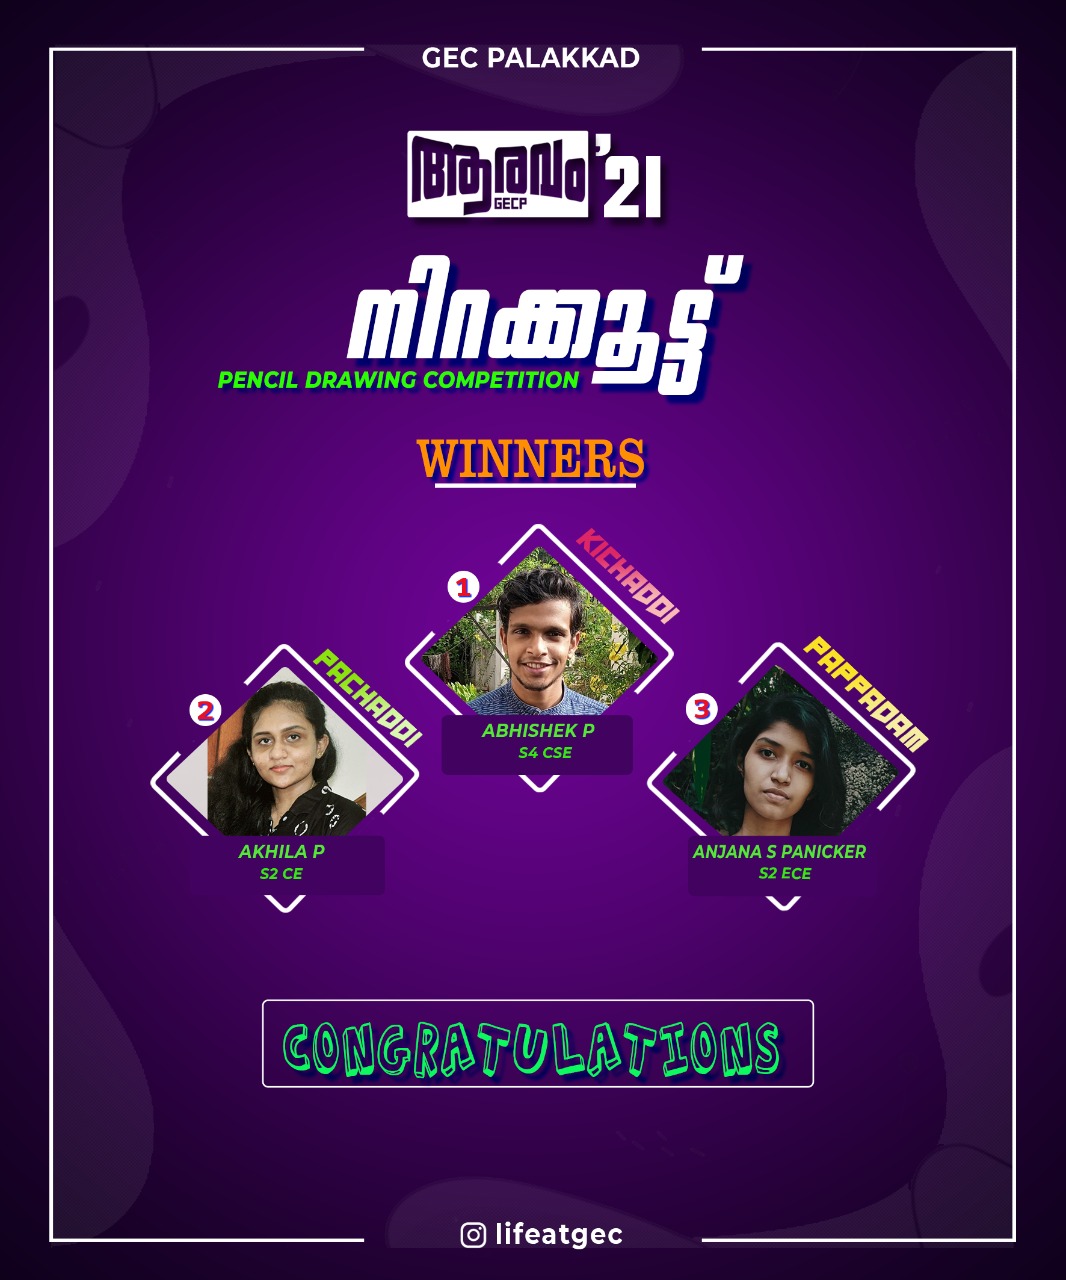 GEC PALAKKAD
ആരവം '21
GECP
നിറക്കൂട്ട്
PENCIL DRAWING COMPETITION
WINNERS
1
KICHADDI
ABHISHEK P
S4 CSE
2
PACHADDI
AKHILA P
S2 CE
3
PAPPADAM
ANJANA S PANICKER
S2 ECE
CONGRATULATIONS
lifeatgec